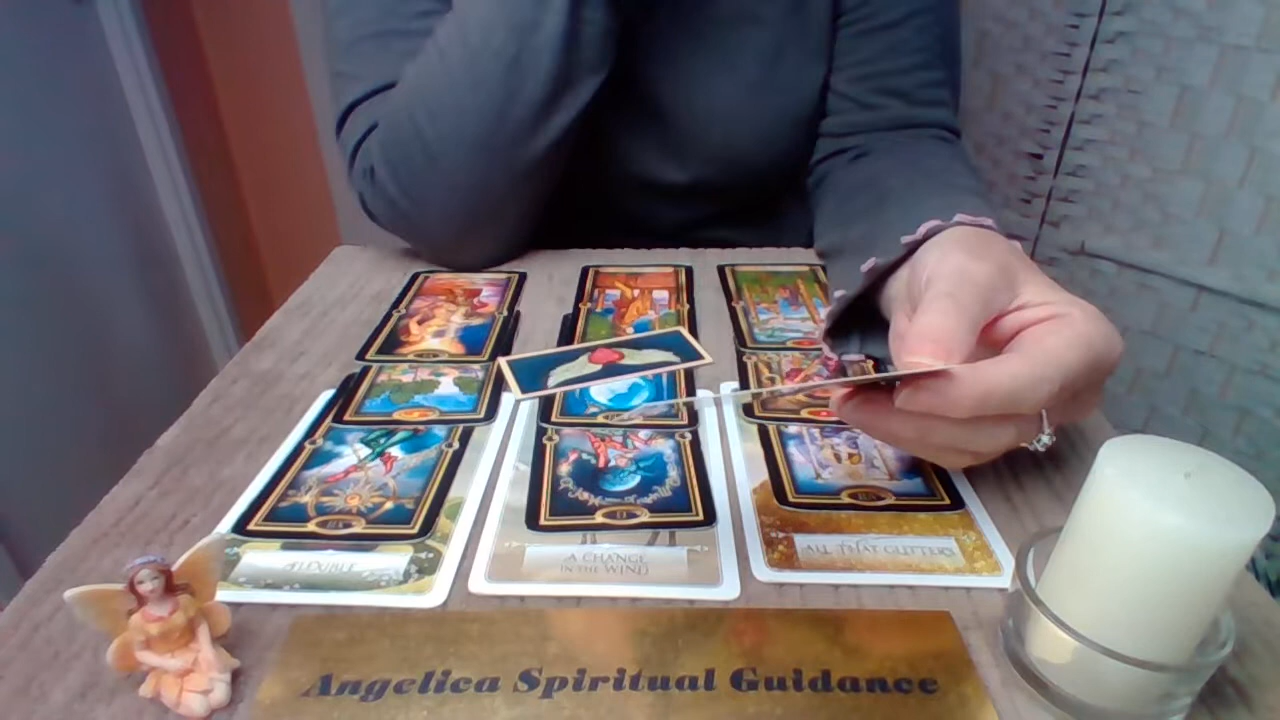 FLEXIBLE
A CHANGE
IN THE WIND
ALL THAT GLITTERS
Angelica Spiritual Guidance